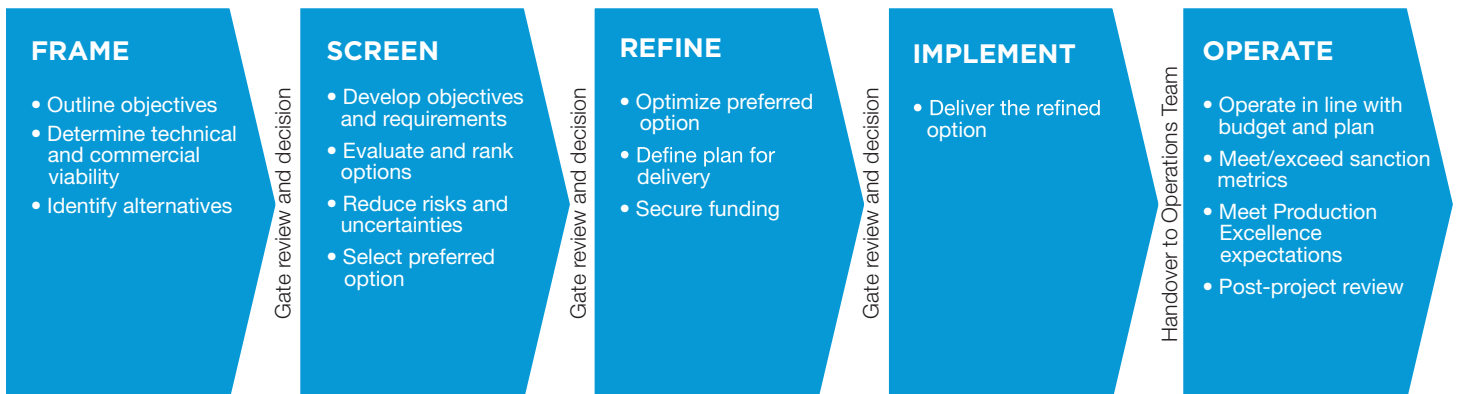 FRAME
• Outline objectives
• Determine technical
and commercial
viability
• Identify alternatives
Gate review and decision
SCREEN
• Develop objectives
and requirements
• Evaluate and rank
options
• Reduce risks and
uncertainties
• Select preferred
option
Gate review and decision
REFINE
• Optimize preferred
option
• Define plan for
delivery
• Secure funding
Gate review and decision
IMPLEMENT
• Deliver the refined
option
Handover to Operations Team
OPERATE
• Operate in line with
budget and plan
• Meet/exceed sanction
metrics
• Meet Production
Excellence
expectations
• Post-project review